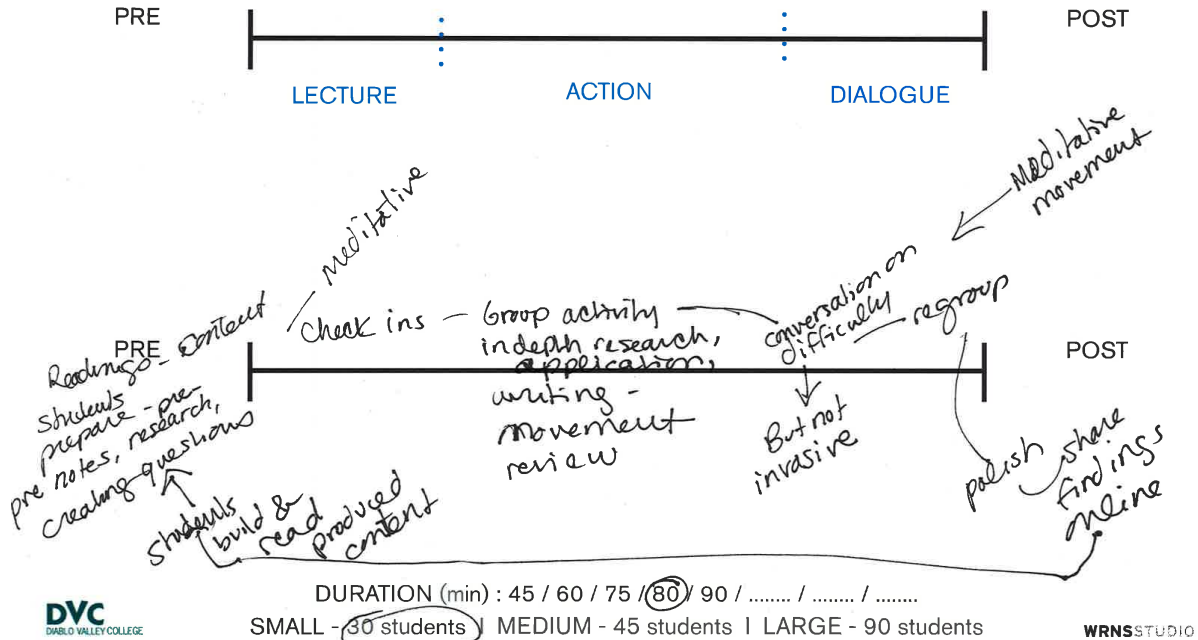 PRE
POST
LECTURE
ACTION
DIALOGUE
Meditative
movement
meditative
Check ins - Group activity
indepth research,
application,
writing -
movement
review
conversation on
difficulty
regroup
But not
invasive
PRE
POST
Readings - content
students
prepare - pre-
pre notes, research,
creating questions
students
build &
read
produced
content
polish
share
findings
online
DURATION (min) : 45 / 60 / 75 / 80 / 90 / ........ / ........ / ........
SMALL - 30 students I MEDIUM - 45 students I LARGE - 90 students
DVC
DIABLO VALLEY COLLEGE
WRNSSTUDIO